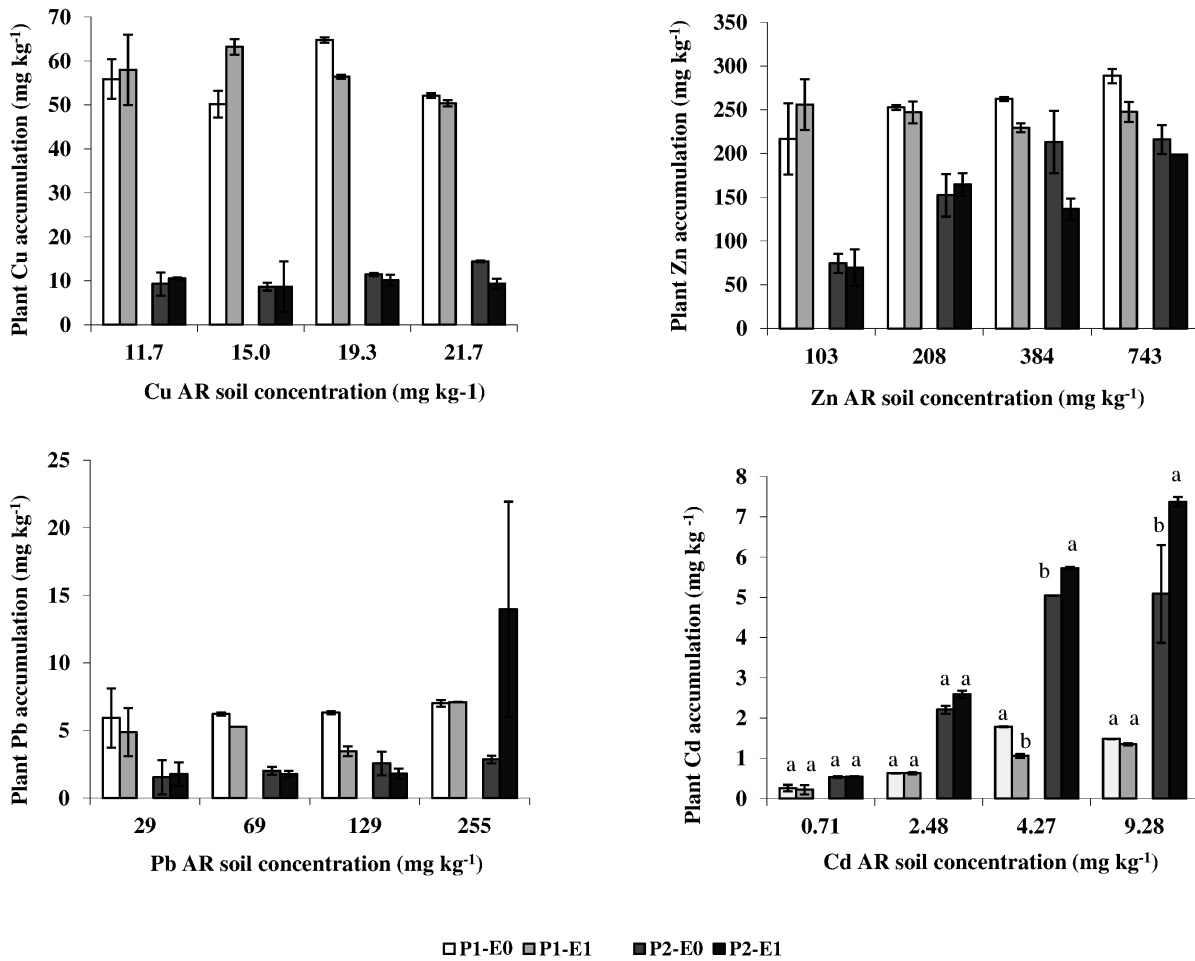 Plant Cu accumulation (mg kg⁻¹)
70
60
50
40
30
20
10
0
11.7 15.0 19.3 21.7
Cu AR soil concentration (mg kg-1)
Plant Zn accumulation (mg kg⁻¹)
350
300
250
200
150
100
50
0
103 208 384 743
Zn AR soil concentration (mg kg⁻¹)
Plant Pb accumulation (mg kg⁻¹)
25
20
15
10
5
0
29 69 129 255
Pb AR soil concentration (mg kg⁻¹)
Plant Cd accumulation (mg kg⁻¹)
8
7
6
5
4
3
2
1
0
a a a a
a a a a
a b b a
a a b a
0.71 2.48 4.27 9.28
Cd AR soil concentration (mg kg⁻¹)
P1-E0 P1-E1 P2-E0 P2-E1